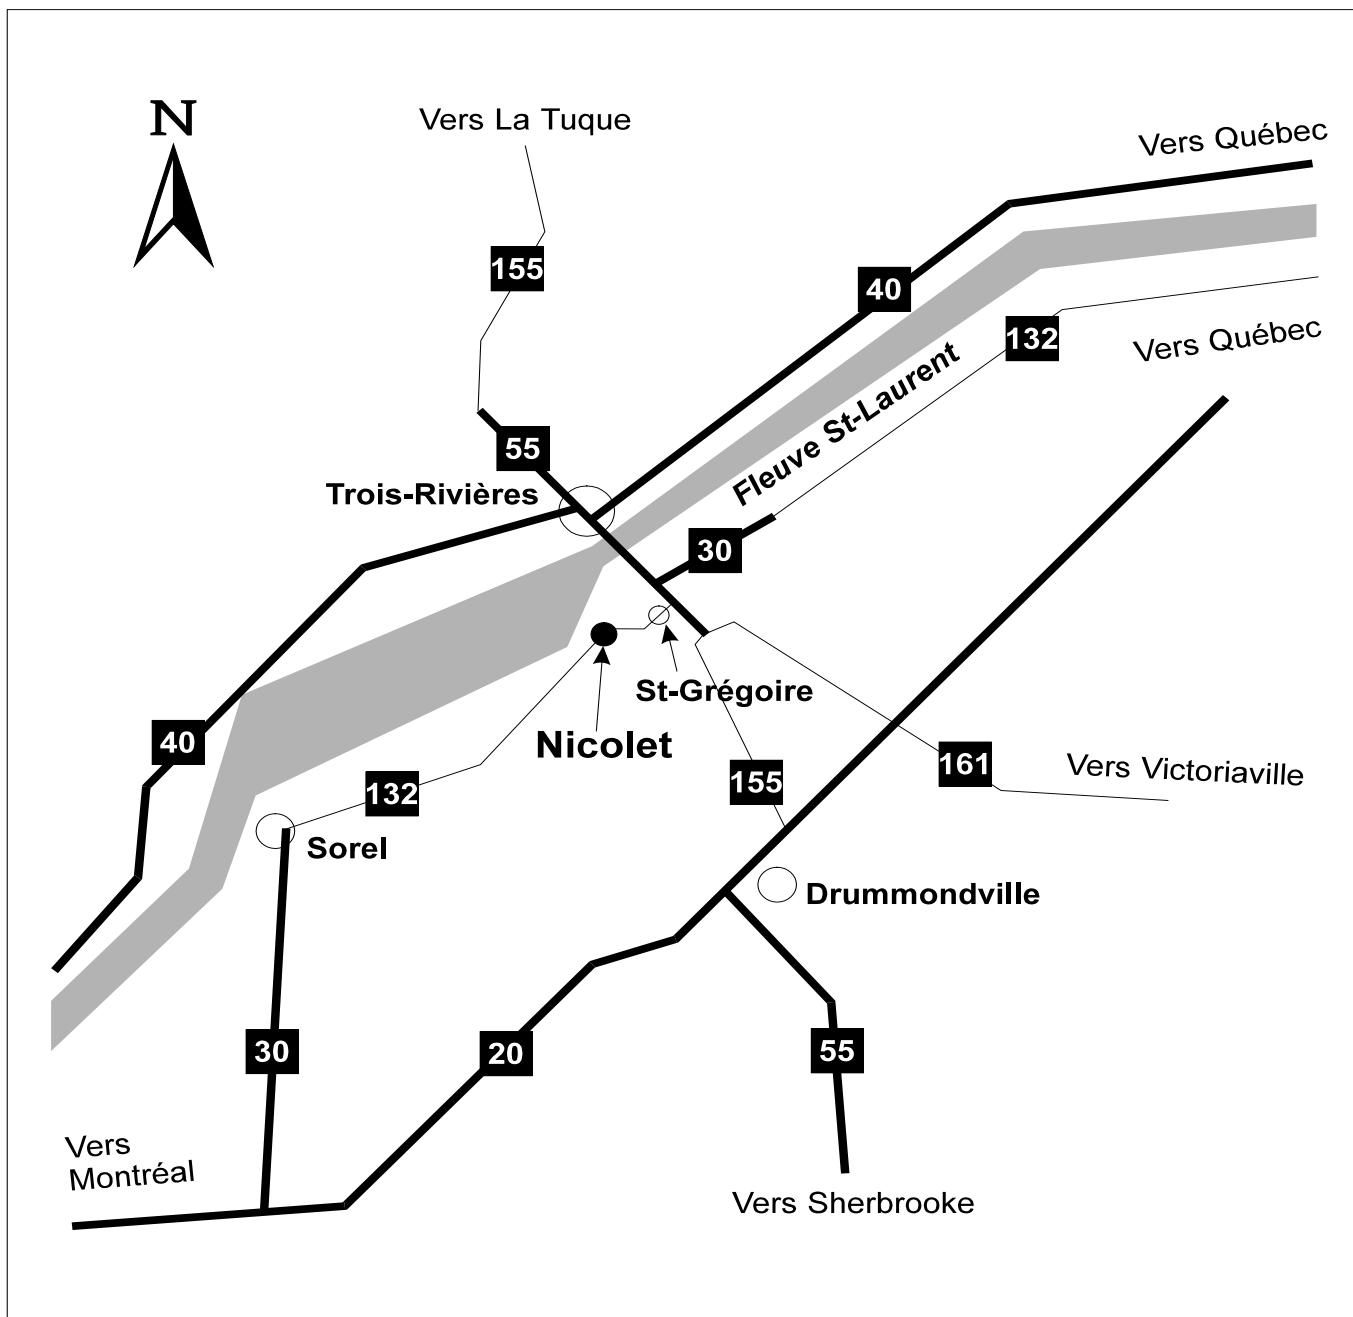 N
Vers La Tuque
Vers Québec
155
40
132
Vers Québec
Fleuve St-Laurent
55
Trois-Rivières
30
St-Grégoire
Nicolet
40
161
Vers Victoriaville
155
132
Sorel
Drummondville
30
20
55
Vers
Montréal
Vers Sherbrooke